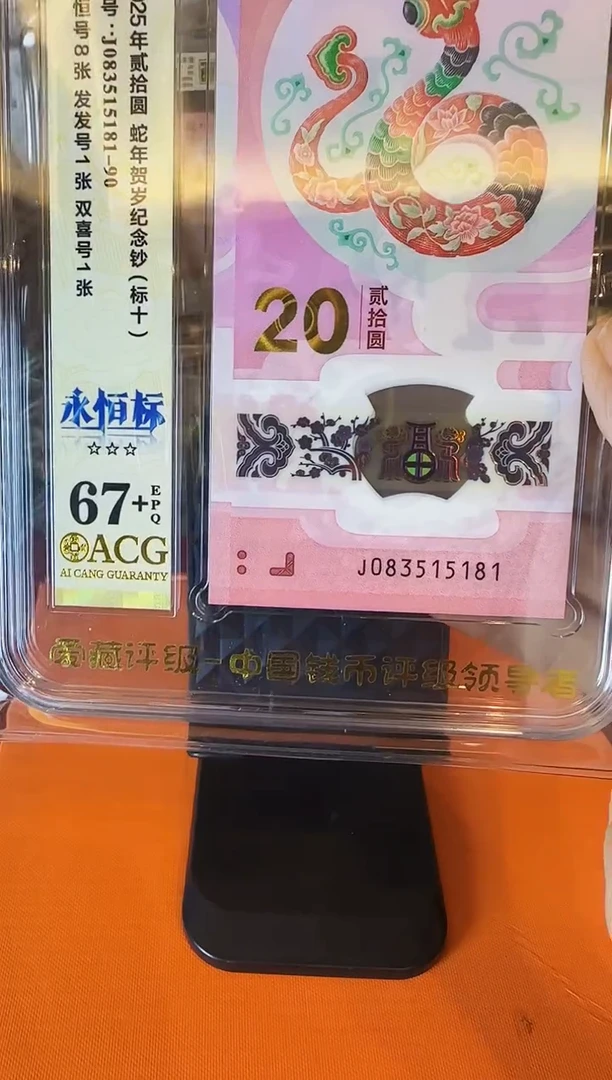 25年贰拾圆 蛇年贺岁纪念钞(标十)
号:J083515181-90
恒号8张 发发号1张 双喜号1张
永恒标
☆☆☆
67+
EPQ
ACG
AI CANG GUARANTY
20
贰拾圆
J083515181
爱藏评级-中国钱币评级领导者